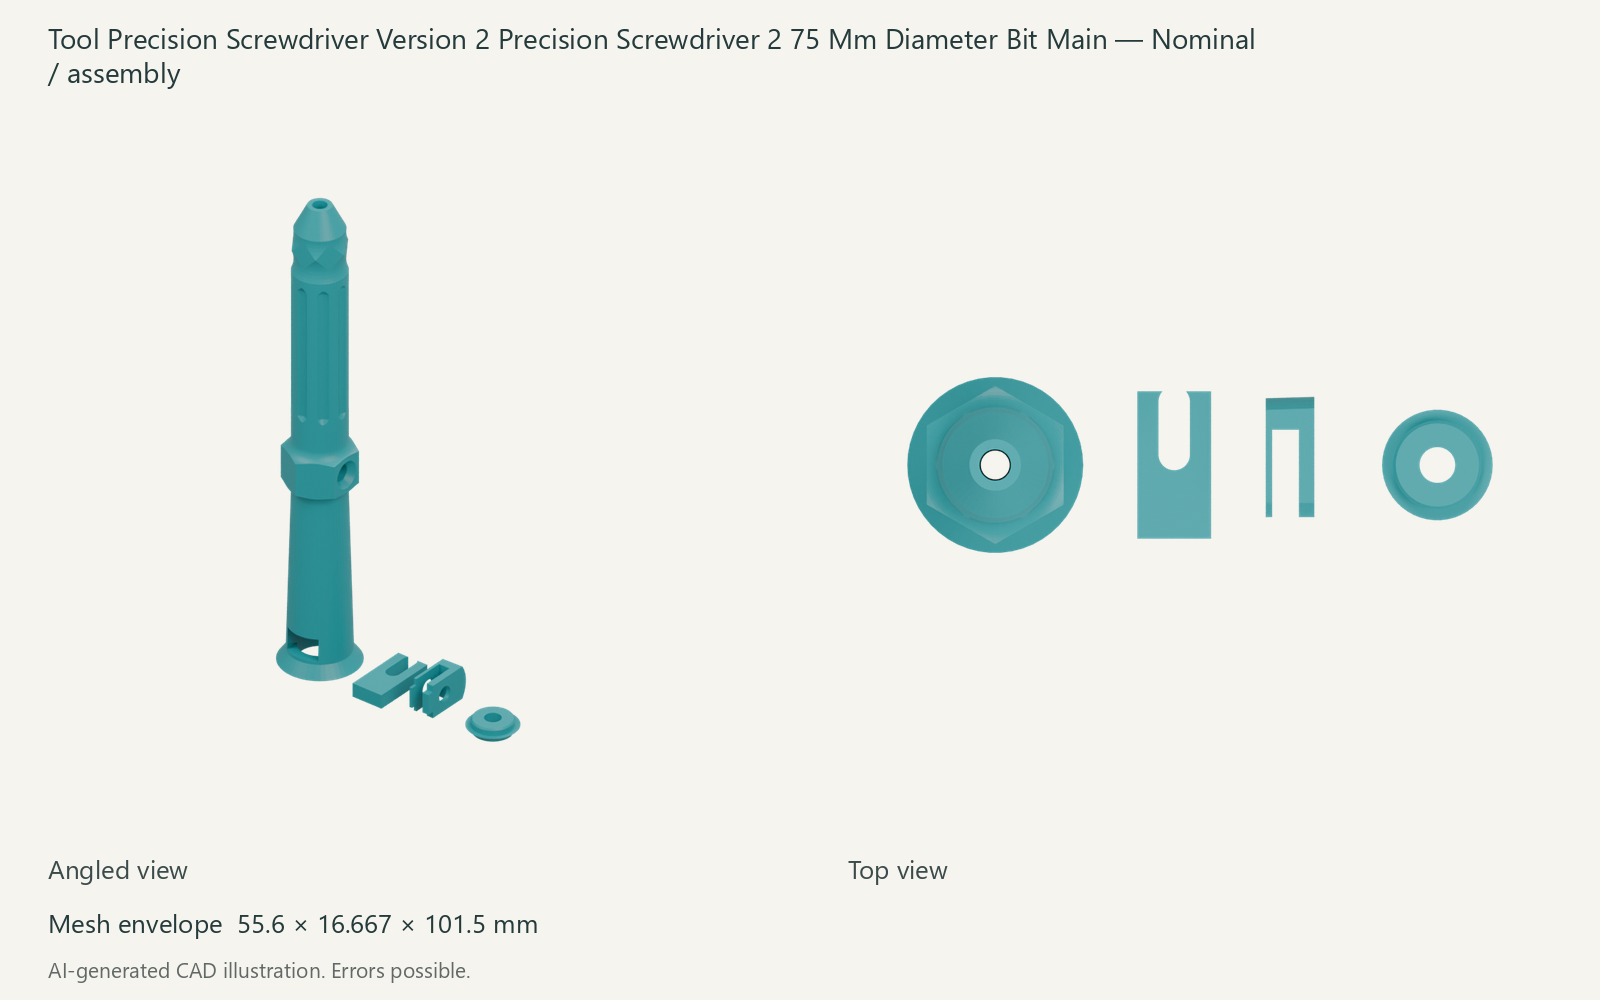 Tool Precision Screwdriver Version 2 Precision Screwdriver 2 75 Mm Diameter Bit Main — Nominal
/ assembly
Angled view
Top view
Mesh envelope  55.6 × 16.667 × 101.5 mm
AI-generated CAD illustration. Errors possible.